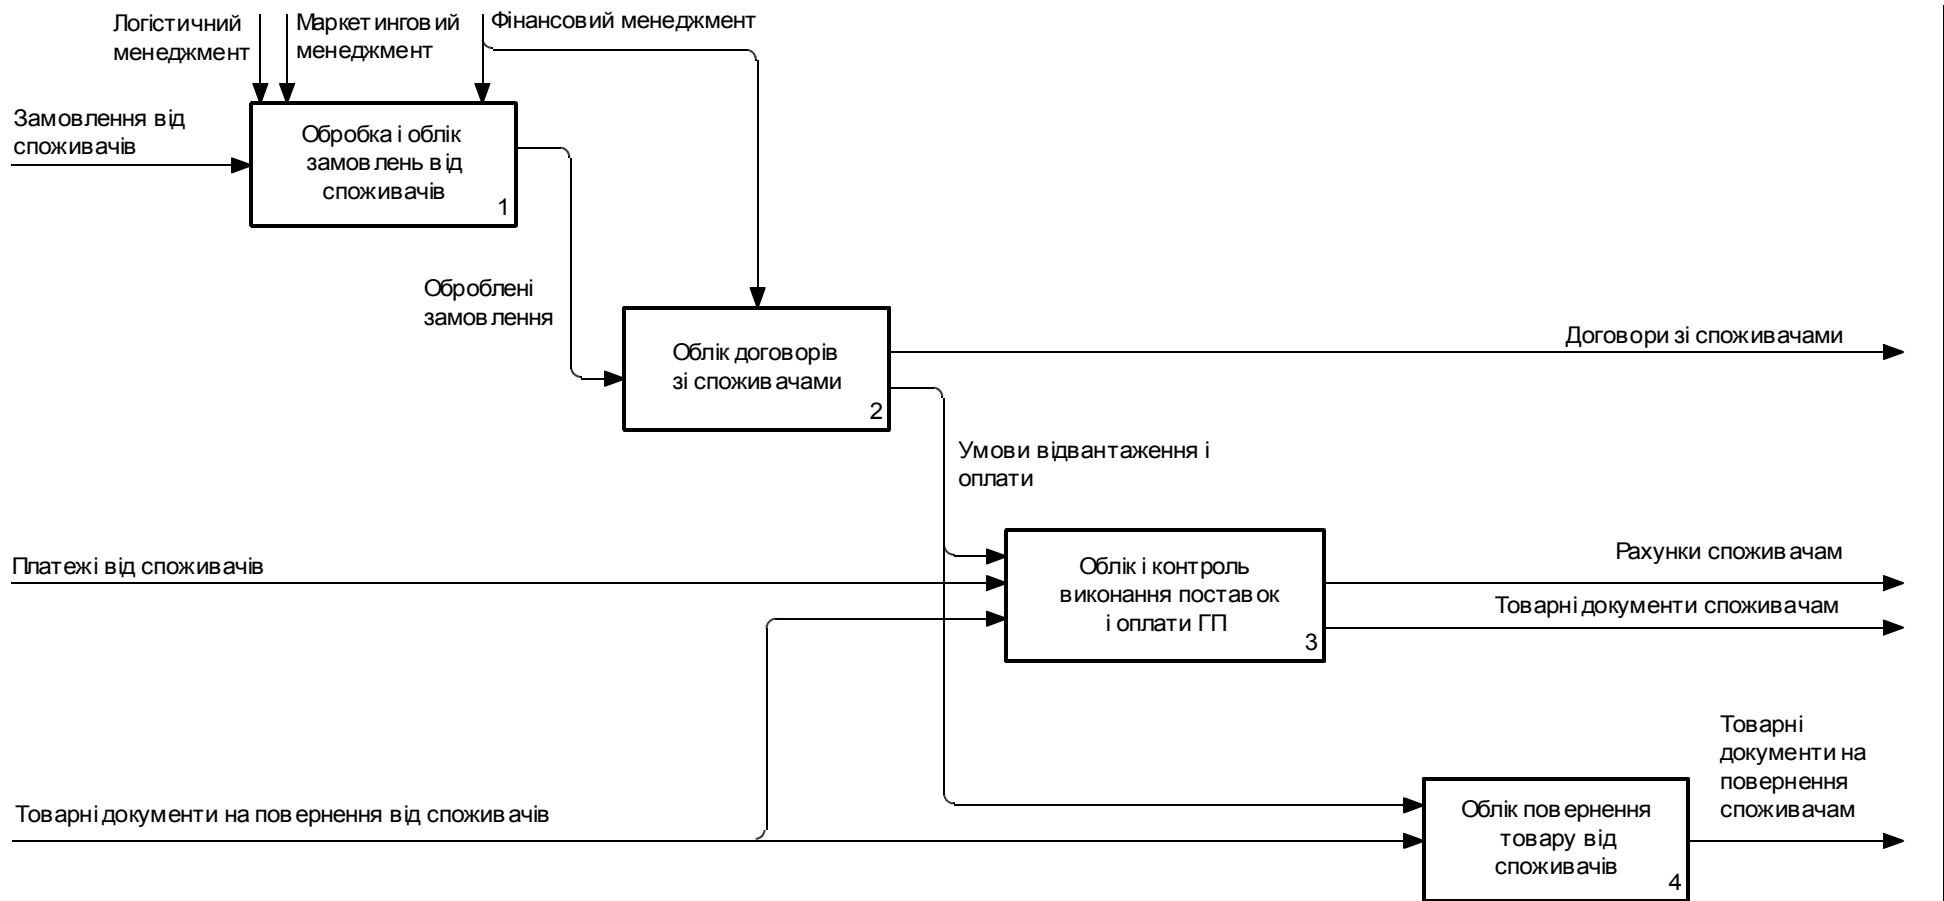 Логістичний
менеджмент
Маркетинговий
менеджмент
Фінансовий менеджмент
Замовлення від
споживачів
Обробка і облік
замовлень від
споживачів
1
Оброблені
замовлення
Облік договорів
зі споживачами
2
Договори зі споживачами
Умови відвантаження і
оплати
Платежі від споживачів
Облік і контроль
виконання поставок
і оплати ГП
3
Рахунки споживачам
Товарні документи споживачам
Товарні документи на повернення від споживачів
Облік повернення
товару від
споживачів
4
Товарні
документи на
повернення
споживачам